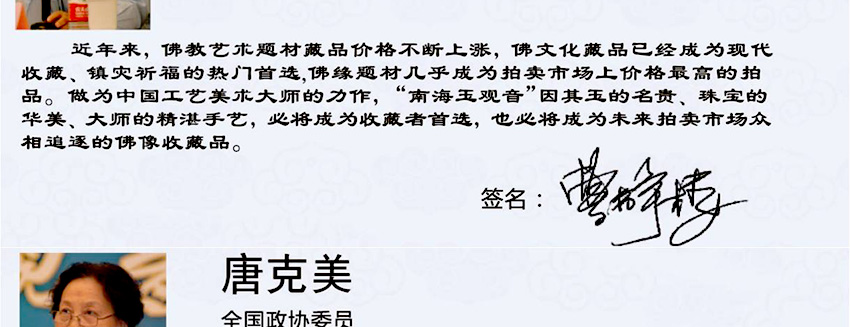 近年来，佛教艺术题材藏品价格不断上涨，佛文化藏品已经成为现代
收藏、镇灾祈福的热门首选,佛缘题材几乎成为拍卖市场上价格最高的拍
品。做为中国工艺美术大师的力作，“南海玉观音”因其玉的名贵、珠宝的
华美、大师的精湛手艺，必将成为收藏者首选，也必将成为未来拍卖市场众
相追逐的佛像收藏品。
签名：
唐克美
全国政协委员